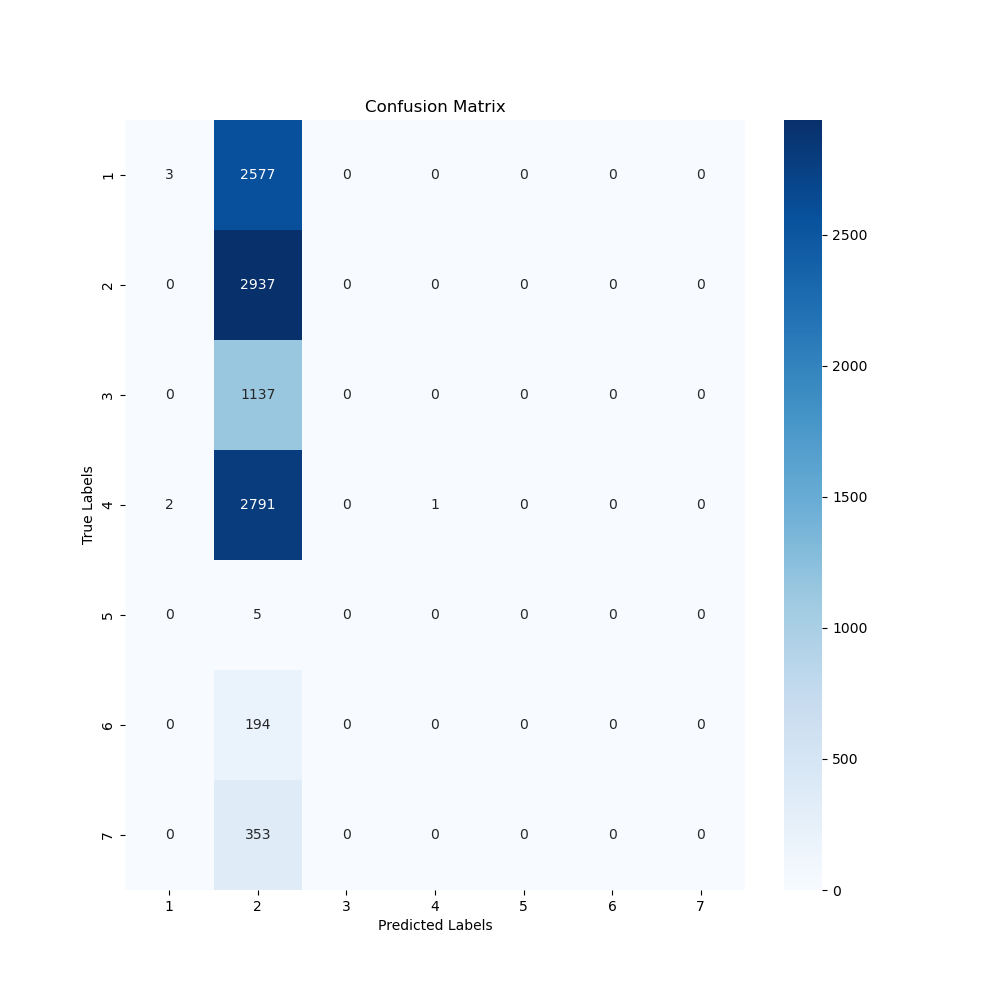 Confusion Matrix
1 3 2577 0 0 0 0 0
2 0 2937 0 0 0 0 0
3 0 1137 0 0 0 0 0
4 2 2791 0 1 0 0 0
5 0 5 0 0 0 0 0
6 0 194 0 0 0 0 0
7 0 353 0 0 0 0 0
1 2 3 4 5 6 7
True Labels
Predicted Labels
2500
2000
1500
1000
500
0